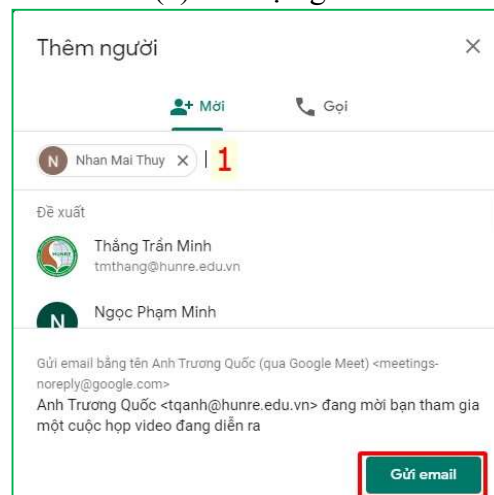 Thêm người
Mời
Gọi
N Nhan Mai Thuy
1
Đề xuất
Thắng Trần Minh
tmthang@hunre.edu.vn
N Ngọc Phạm Minh
Gửi email bằng tên Anh Trương Quốc (qua Google Meet) <meetings-
noreply@google.com>
Anh Trương Quốc <tqanh@hunre.edu.vn> đang mời bạn tham gia
một cuộc họp video đang diễn ra
Gửi email